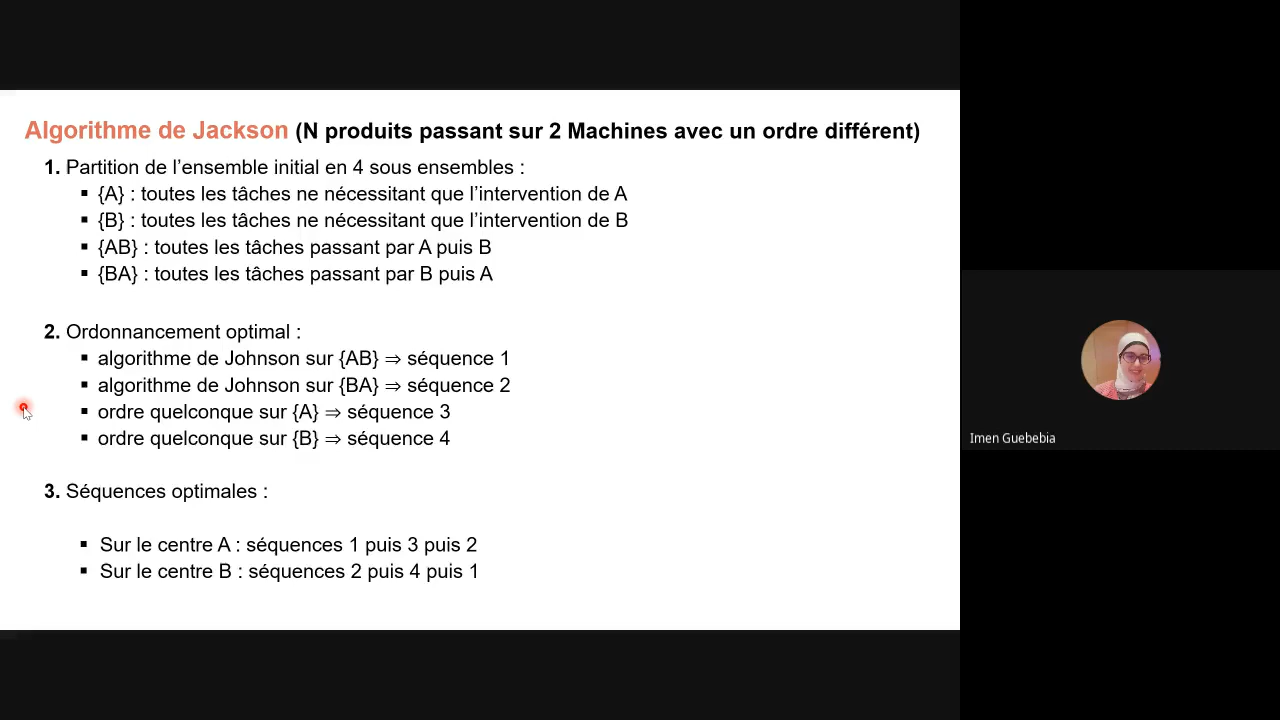 Algorithme de Jackson (N produits passant sur 2 Machines avec un ordre différent)
1. Partition de l’ensemble initial en 4 sous ensembles :
▪ {A} : toutes les tâches ne nécessitant que l’intervention de A
▪ {B} : toutes les tâches ne nécessitant que l’intervention de B
▪ {AB} : toutes les tâches passant par A puis B
▪ {BA} : toutes les tâches passant par B puis A
2. Ordonnancement optimal :
▪ algorithme de Johnson sur {AB} ⇒ séquence 1
▪ algorithme de Johnson sur {BA} ⇒ séquence 2
▪ ordre quelconque sur {A} ⇒ séquence 3
▪ ordre quelconque sur {B} ⇒ séquence 4
3. Séquences optimales :
▪ Sur le centre A : séquences 1 puis 3 puis 2
▪ Sur le centre B : séquences 2 puis 4 puis 1
Imen Guebebia